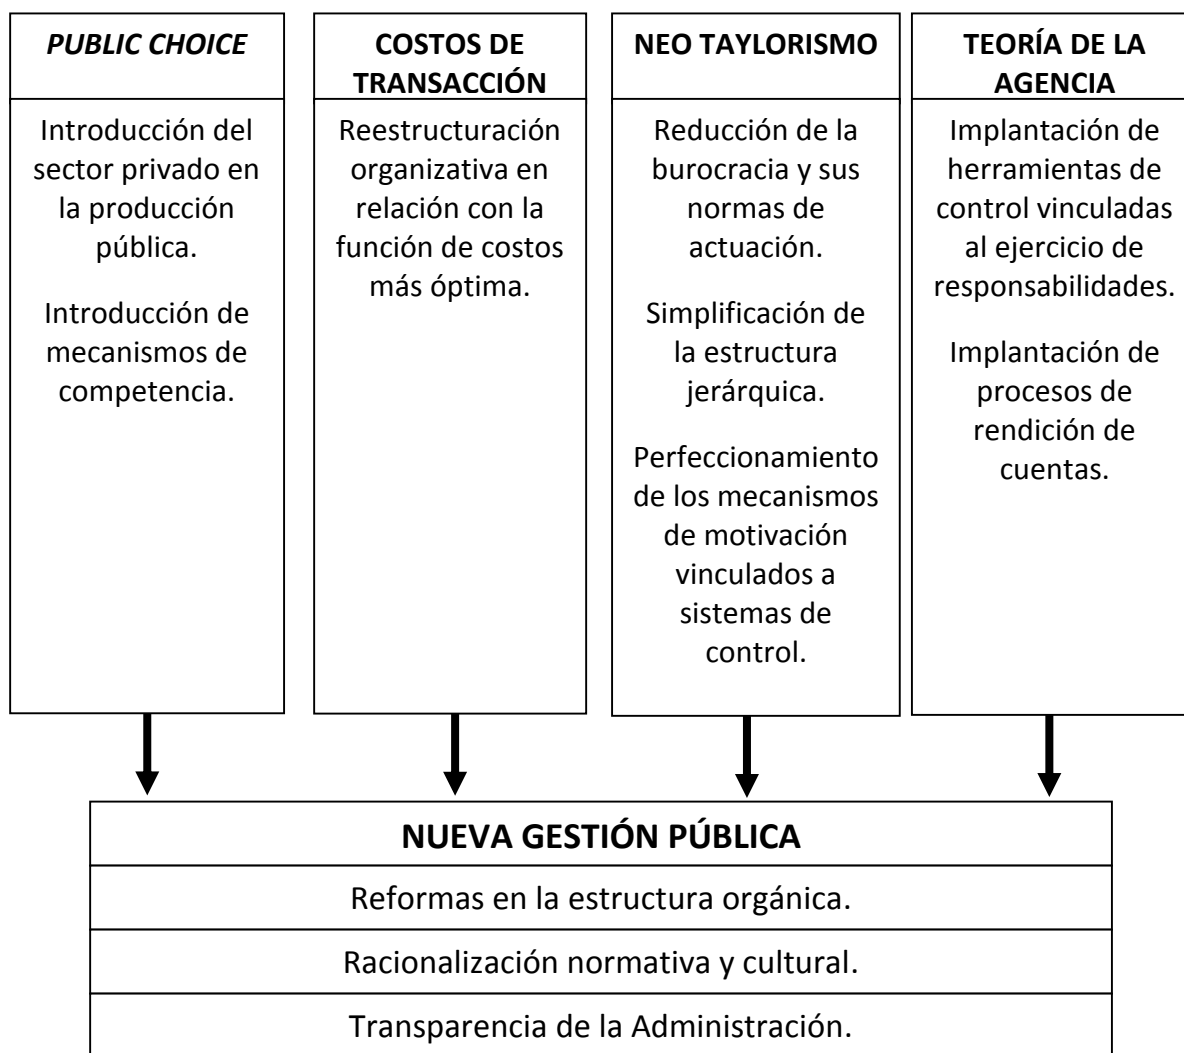 PUBLIC CHOICE
Introducción del
sector privado en
la producción
pública.
Introducción de
mecanismos de
competencia.
COSTOS DE
TRANSACCIÓN
Reestructuración
organizativa en
relación con la
función de costos
más óptima.
NEO TAYLORISMO
Reducción de la
burocracia y sus
normas de
actuación.
Simplificación de
la estructura
jerárquica.
Perfeccionamiento
de los mecanismos
de motivación
vinculados a
sistemas de
control.
TEORÍA DE LA
AGENCIA
Implantación de
herramientas de
control vinculadas
al ejercicio de
responsabilidades.
Implantación de
procesos de
rendición de
cuentas.
NUEVA GESTIÓN PÚBLICA
Reformas en la estructura orgánica.
Racionalización normativa y cultural.
Transparencia de la Administración.